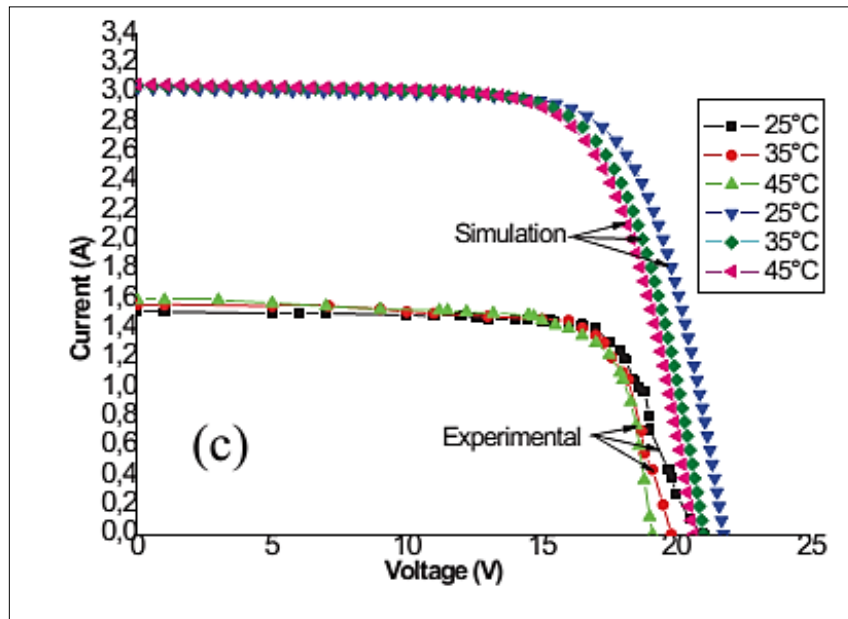 3,4
3,2
3,0
2,8
2,6
2,4
2,2
2,0
1,8
1,6
1,4
1,2
1,0
0,8
0,6
0,4
0,2
0,0
Current (A)
25°C
35°C
45°C
25°C
35°C
45°C
Simulation
Experimental
(c)
0
5
10
15
20
25
Voltage (V)